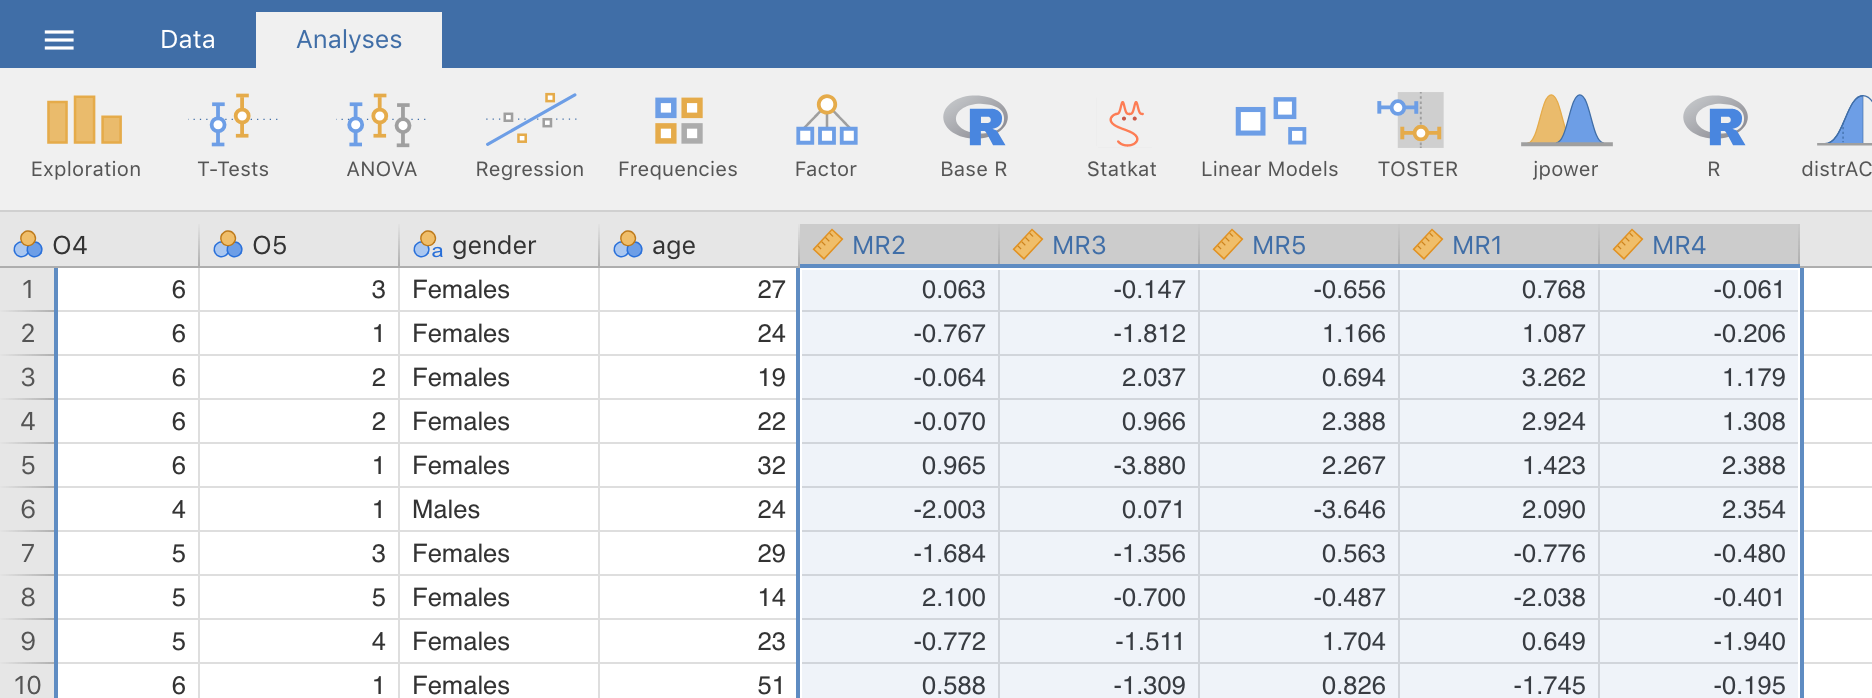 Data Analyses
Exploration T-Tests ANOVA Regression Frequencies Factor Base R Statkat Linear Models TOSTER jpower R distrAC
O4 O5 gender age MR2 MR3 MR5 MR1 MR4
1 6 3 Females 27 0.063 -0.147 -0.656 0.768 -0.061
2 6 1 Females 24 -0.767 -1.812 1.166 1.087 -0.206
3 6 2 Females 19 -0.064 2.037 0.694 3.262 1.179
4 6 2 Females 22 -0.070 0.966 2.388 2.924 1.308
5 6 1 Females 32 0.965 -3.880 2.267 1.423 2.388
6 4 1 Males 24 -2.003 0.071 -3.646 2.090 2.354
7 5 3 Females 29 -1.684 -1.356 0.563 -0.776 -0.480
8 5 5 Females 14 2.100 -0.700 -0.487 -2.038 -0.401
9 5 4 Females 23 -0.772 -1.511 1.704 0.649 -1.940
10 6 1 Females 51 0.588 -1.309 0.826 -1.745 -0.195